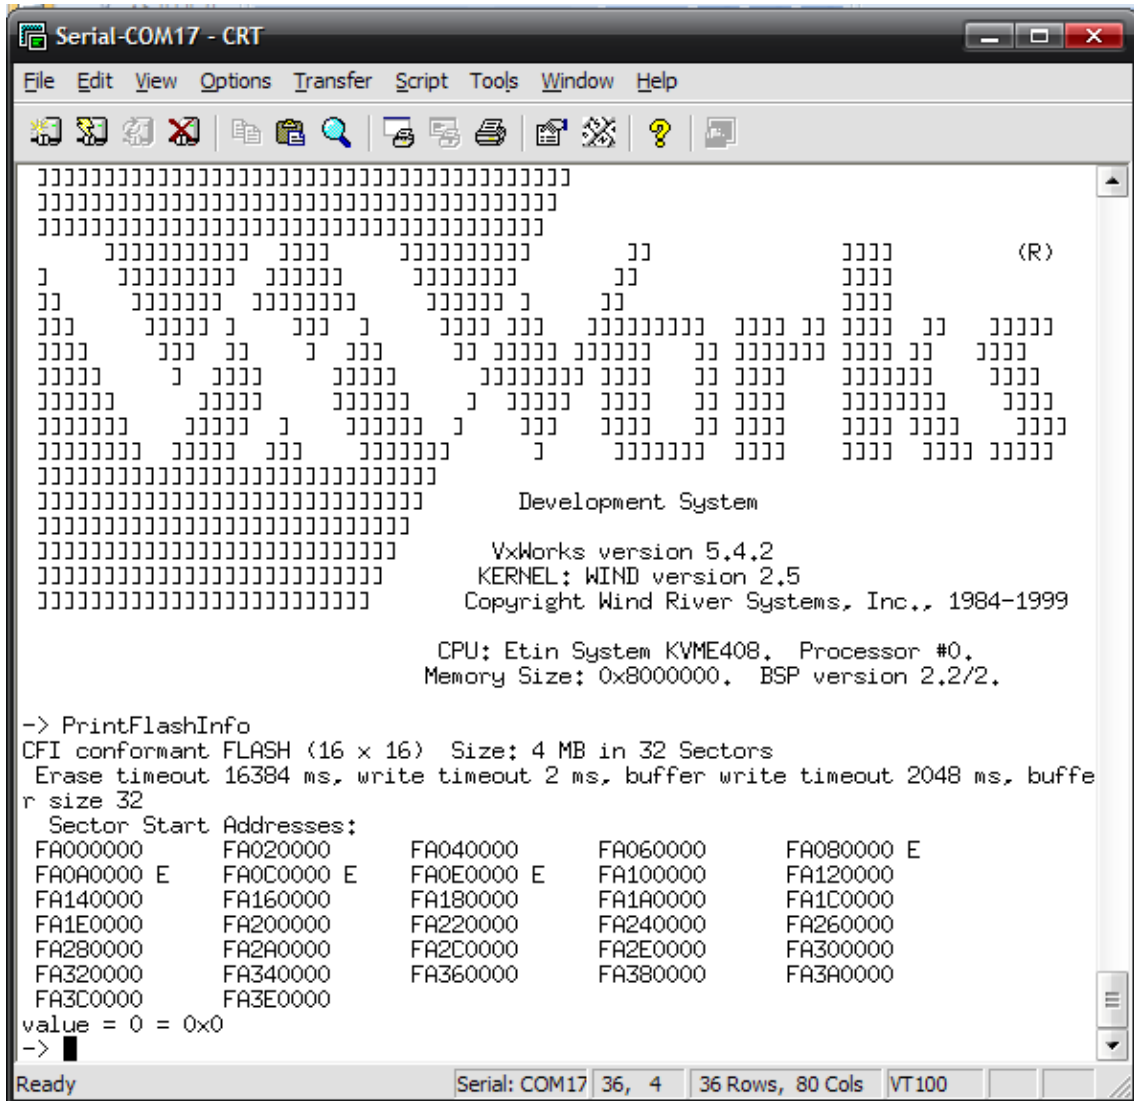 File Edit View Options Transfer Script Tools Window Help
Serial-COM17 - CRT
 ]]]]]]]]]]]]]]]]]]]]]]]]]]]]]]]]]]]]]]]]
 ]]]]]]]]]]]]]]]]]]]]]]]]]]]]]]]]]]]]]]]
 ]]]]]]]]]]]]]]]]]]]]]]]]]]]]]]]]]]]]]]
      ]]]]]]]]]]]  ]]]]     ]]]]]]]]]]       ]]              ]]]]         (R)
 ]     ]]]]]]]]]  ]]]]]]     ]]]]]]]]       ]]               ]]]]
 ]]     ]]]]]]]  ]]]]]]]]     ]]]]]] ]     ]]                ]]]]
 ]]]     ]]]]] ]    ]]]  ]     ]]]] ]]]   ]]]]]]]]]  ]]]] ]] ]]]]  ]]   ]]]]]
 ]]]]     ]]]  ]]    ]  ]]]     ]] ]]]]] ]]]]]]   ]] ]]]]]]] ]]]] ]]   ]]]]
 ]]]]]     ]  ]]]]     ]]]]]      ]]]]]]]] ]]]]   ]] ]]]]    ]]]]]]]    ]]]]
 ]]]]]]      ]]]]]     ]]]]]]    ]  ]]]]]  ]]]]   ]] ]]]]    ]]]]]]]]    ]]]]
 ]]]]]]]    ]]]]]  ]    ]]]]]]  ]    ]]]   ]]]]   ]] ]]]]    ]]]] ]]]]    ]]]]
 ]]]]]]]]  ]]]]]  ]]]    ]]]]]]]      ]     ]]]]]]]  ]]]]    ]]]]  ]]]] ]]]]]
 ]]]]]]]]]]]]]]]]]]]]]]]]]]]]]]
 ]]]]]]]]]]]]]]]]]]]]]]]]]]]]]       Development System
 ]]]]]]]]]]]]]]]]]]]]]]]]]]]]
 ]]]]]]]]]]]]]]]]]]]]]]]]]]]       VxWorks version 5.4.2
 ]]]]]]]]]]]]]]]]]]]]]]]]]]       KERNEL: WIND version 2.5
 ]]]]]]]]]]]]]]]]]]]]]]]]]       Copyright Wind River Systems, Inc., 1984-1999
CPU: Etin System KVME408.  Processor #0.
Memory Size: 0x8000000.  BSP version 2.2/2.
-> PrintFlashInfo
CFI conformant FLASH (16 x 16)  Size: 4 MB in 32 Sectors
 Erase timeout 16384 ms, write timeout 2 ms, buffer write timeout 2048 ms, buffe
r size 32
  Sector Start Addresses:
 FA000000      FA020000      FA040000      FA060000      FA080000 E
 FA0A0000 E    FA0C0000 E    FA0E0000 E    FA100000      FA120000
 FA140000      FA160000      FA180000      FA1A0000      FA1C0000
 FA1E0000      FA200000      FA220000      FA240000      FA260000
 FA280000      FA2A0000      FA2C0000      FA2E0000      FA300000
 FA320000      FA340000      FA360000      FA380000      FA3A0000
 FA3C0000      FA3E0000
value = 0 = 0x0
->
Ready Serial: COM17 36, 4 36 Rows, 80 Cols VT100